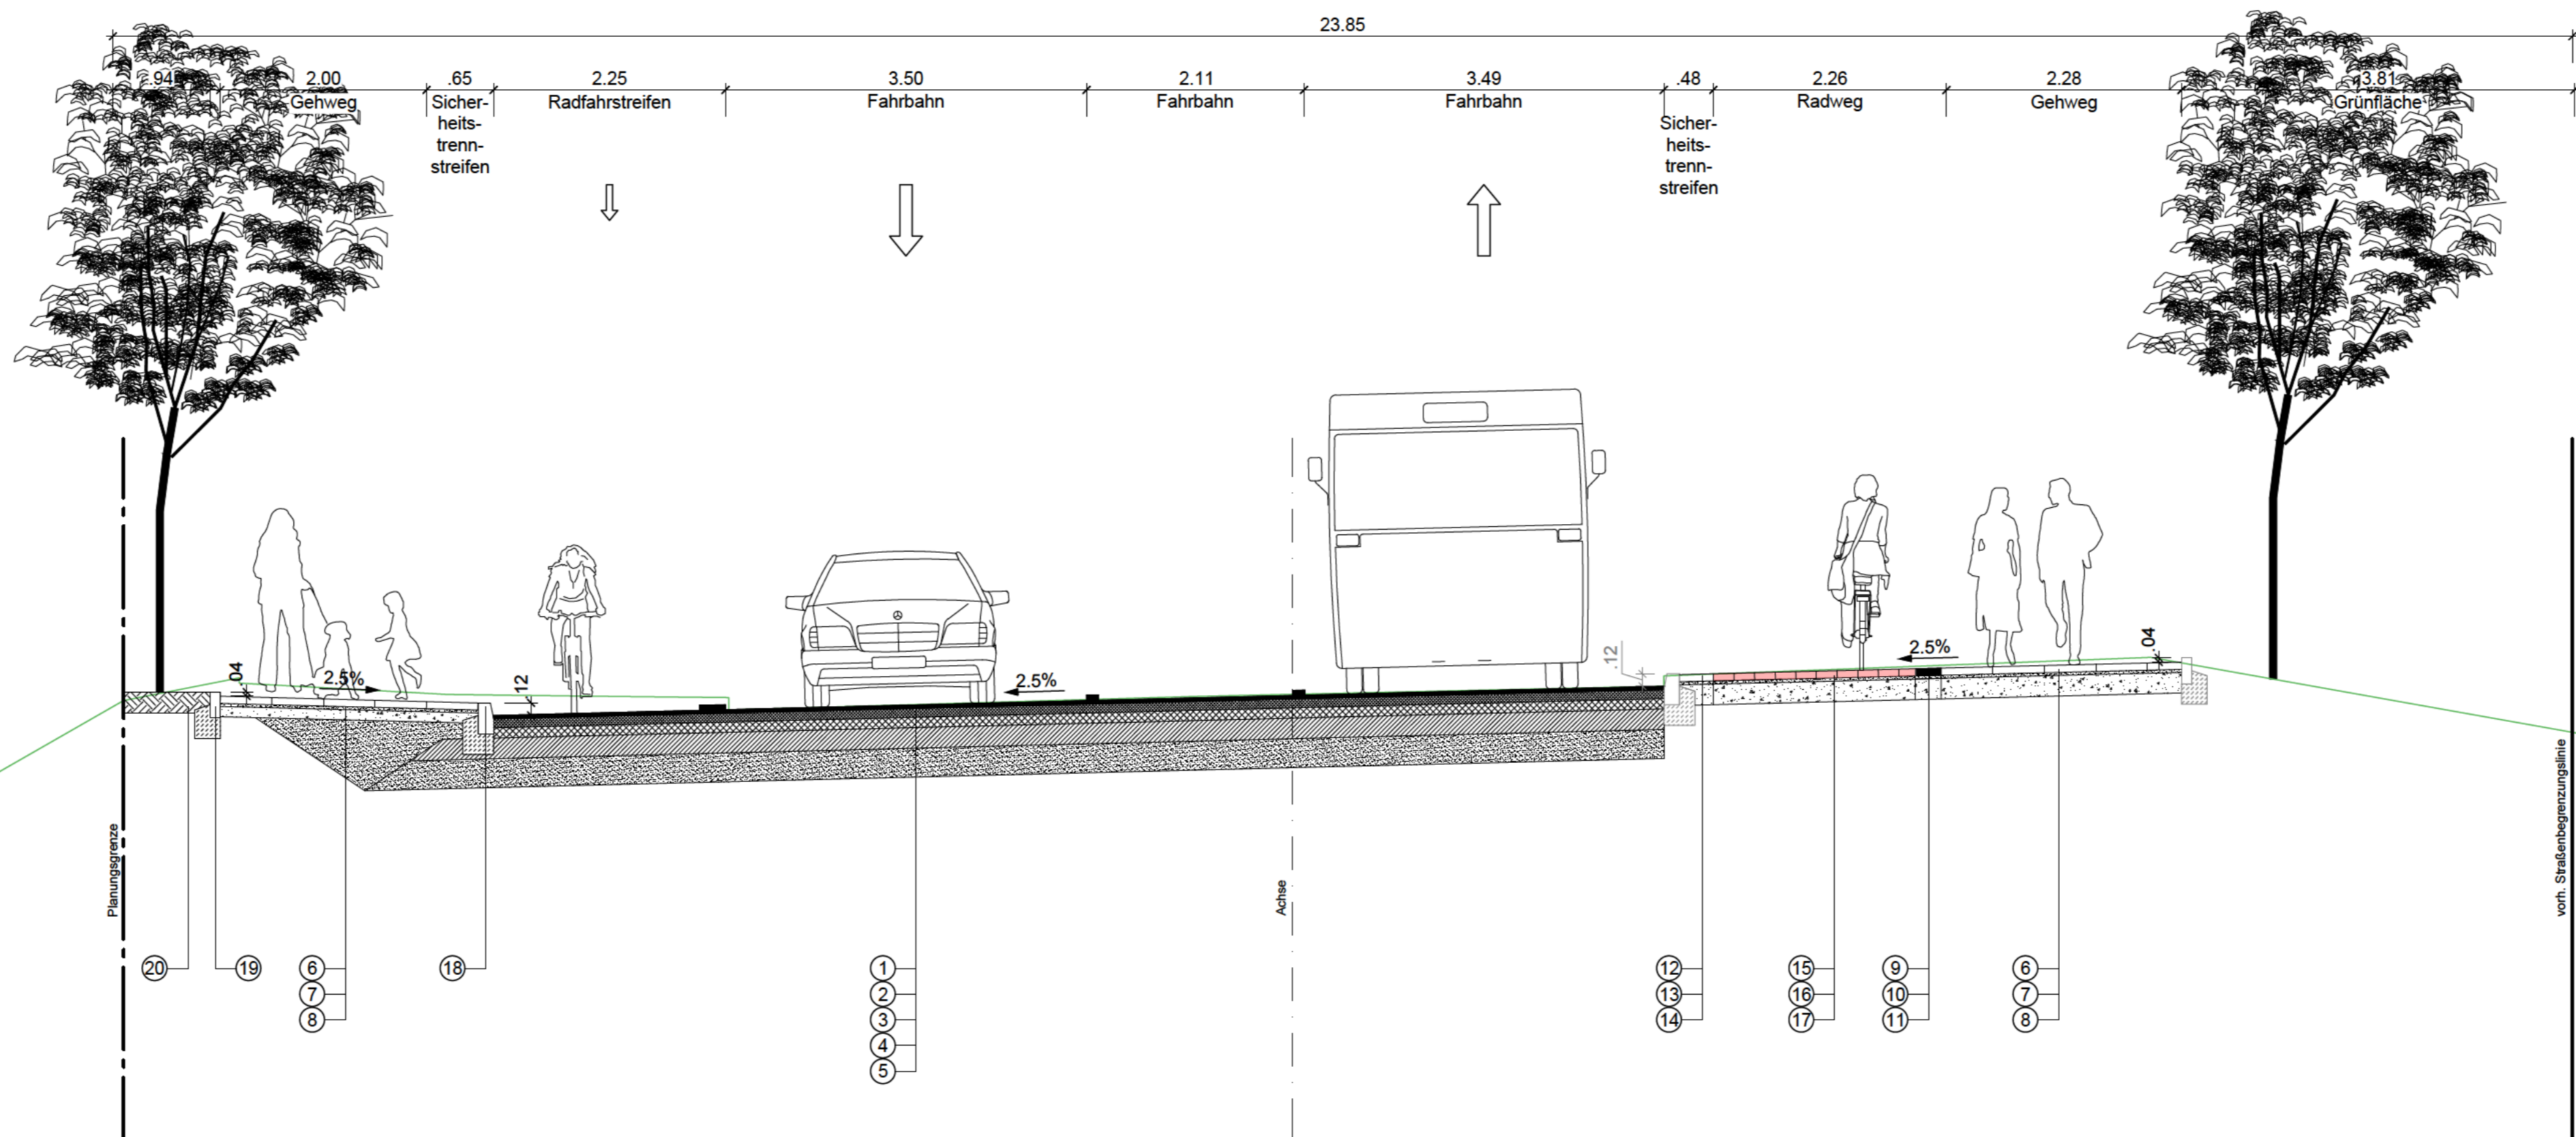 23.85
.94 2.00 .65 2.25 3.50 2.11 3.49 .48 2.26 2.28 3.81
Gehweg Sicher- Radfahrstreifen Fahrbahn Fahrbahn Fahrbahn Sicher- Radweg Gehweg Grünfläche
heits-
trenn-
streifen
heits-
trenn-
streifen
.04
2.5%
.12
2.5%
.12
2.5%
.04
Planungsgrenze
Achse
vorh. Straßenbegrenzungslinie
20 19 6 18 1 12 15 9 6
7 2 13 16 10 7
8 3 14 17 11 8
4
5